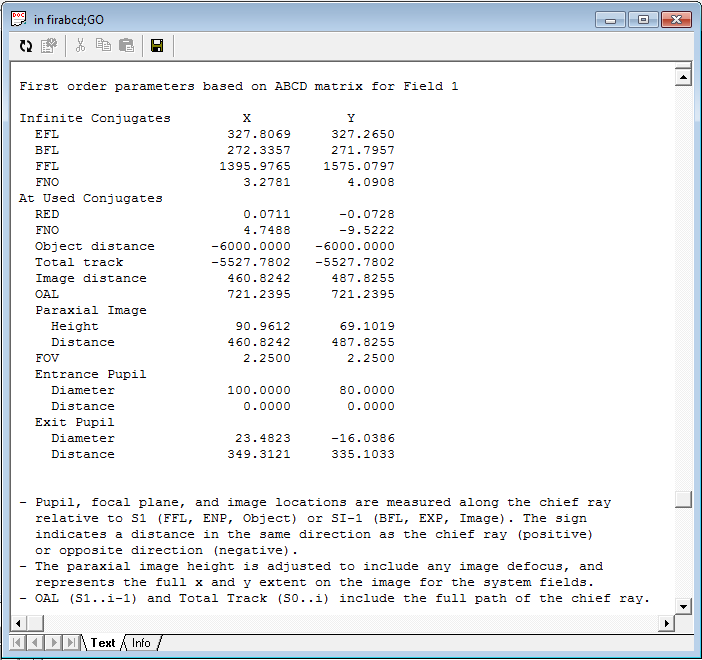 in firabcd;GO
First order parameters based on ABCD matrix for Field 1
Infinite Conjugates X Y
EFL 327.8069 327.2650
BFL 272.3357 271.7957
FFL 1395.9765 1575.0797
FNO 3.2781 4.0908
At Used Conjugates
RED 0.0711 -0.0728
FNO 4.7488 -9.5222
Object distance -6000.0000 -6000.0000
Total track -5527.7802 -5527.7802
Image distance 460.8242 487.8255
OAL 721.2395 721.2395
Paraxial Image
Height 90.9612 69.1019
Distance 460.8242 487.8255
FOV 2.2500 2.2500
Entrance Pupil
Diameter 100.0000 80.0000
Distance 0.0000 0.0000
Exit Pupil
Diameter 23.4823 -16.0386
Distance 349.3121 335.1033
- Pupil, focal plane, and image locations are measured along the chief ray
relative to S1 (FFL, ENP, Object) or SI-1 (BFL, EXP, Image). The sign
indicates a distance in the same direction as the chief ray (positive)
or opposite direction (negative).
- The paraxial image height is adjusted to include any image defocus, and
represents the full x and y extent on the image for the system fields.
- OAL (S1..i-1) and Total Track (S0..i) include the full path of the chief ray.
Text Info